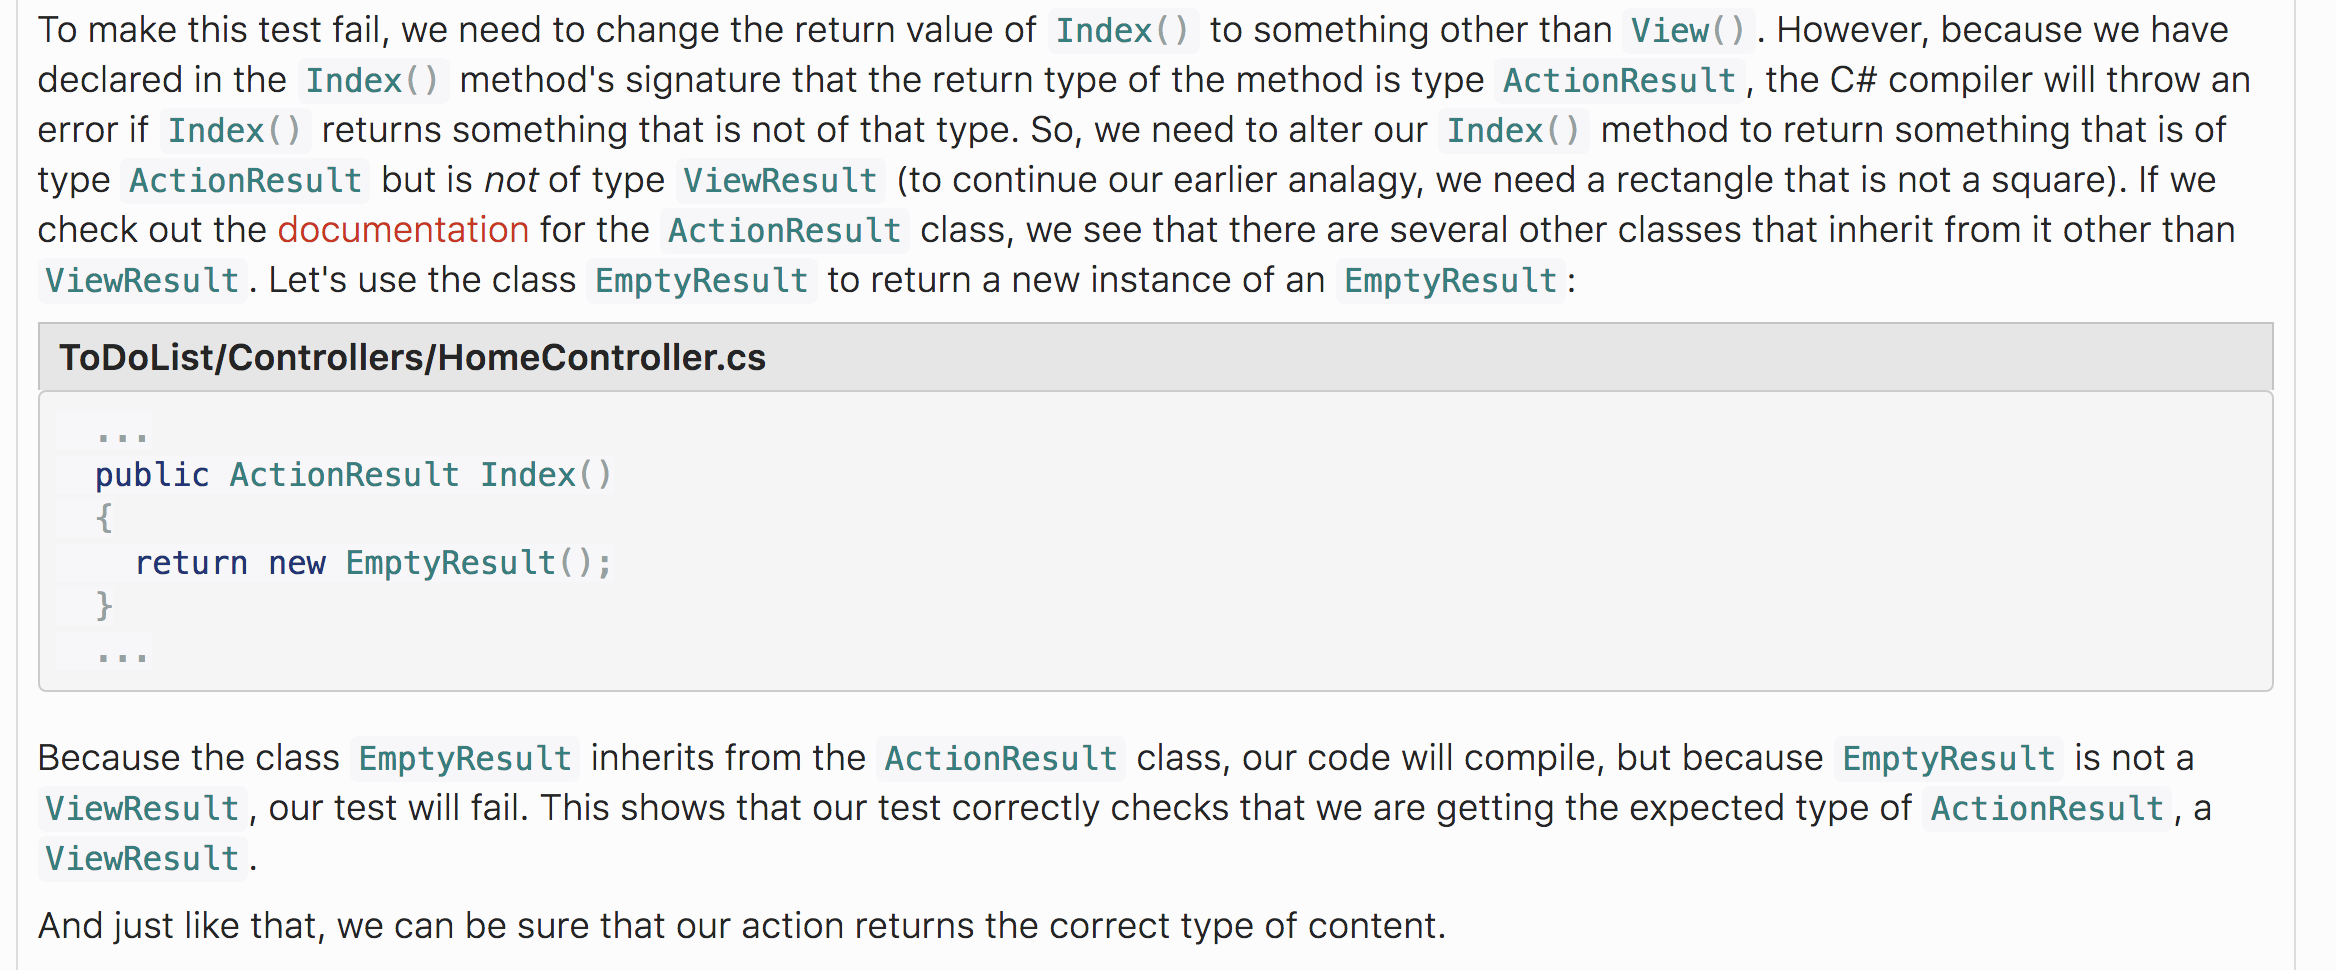 To make this test fail, we need to change the return value of Index() to something other than View(). However, because we have
declared in the Index() method's signature that the return type of the method is type ActionResult, the C# compiler will throw an
error if Index() returns something that is not of that type. So, we need to alter our Index() method to return something that is of
type ActionResult but is not of type ViewResult (to continue our earlier analagy, we need a rectangle that is not a square). If we
check out the documentation for the ActionResult class, we see that there are several other classes that inherit from it other than
ViewResult. Let's use the class EmptyResult to return a new instance of an EmptyResult:
ToDoList/Controllers/HomeController.cs
...
public ActionResult Index()
{
return new EmptyResult();
}
...
Because the class EmptyResult inherits from the ActionResult class, our code will compile, but because EmptyResult is not a
ViewResult, our test will fail. This shows that our test correctly checks that we are getting the expected type of ActionResult, a
ViewResult.
And just like that, we can be sure that our action returns the correct type of content.